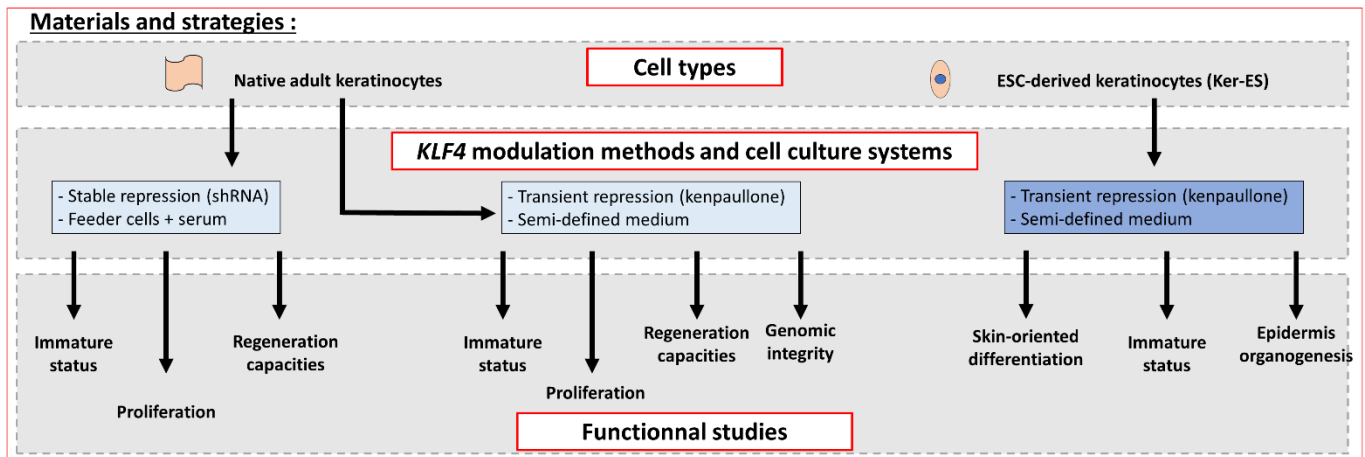 Materials and strategies :
Cell types
Native adult keratinocytes
ESC-derived keratinocytes (Ker-ES)
KLF4 modulation methods and cell culture systems
- Stable repression (shRNA)
- Feeder cells + serum
- Transient repression (kenpaullone)
- Semi-defined medium
- Transient repression (kenpaullone)
- Semi-defined medium
Immature
status
Proliferation
Regeneration
capacities
Immature
status
Proliferation
Regeneration
capacities
Genomic
integrity
Skin-oriented
differentiation
Immature
status
Epidermis
organogenesis
Functionnal studies